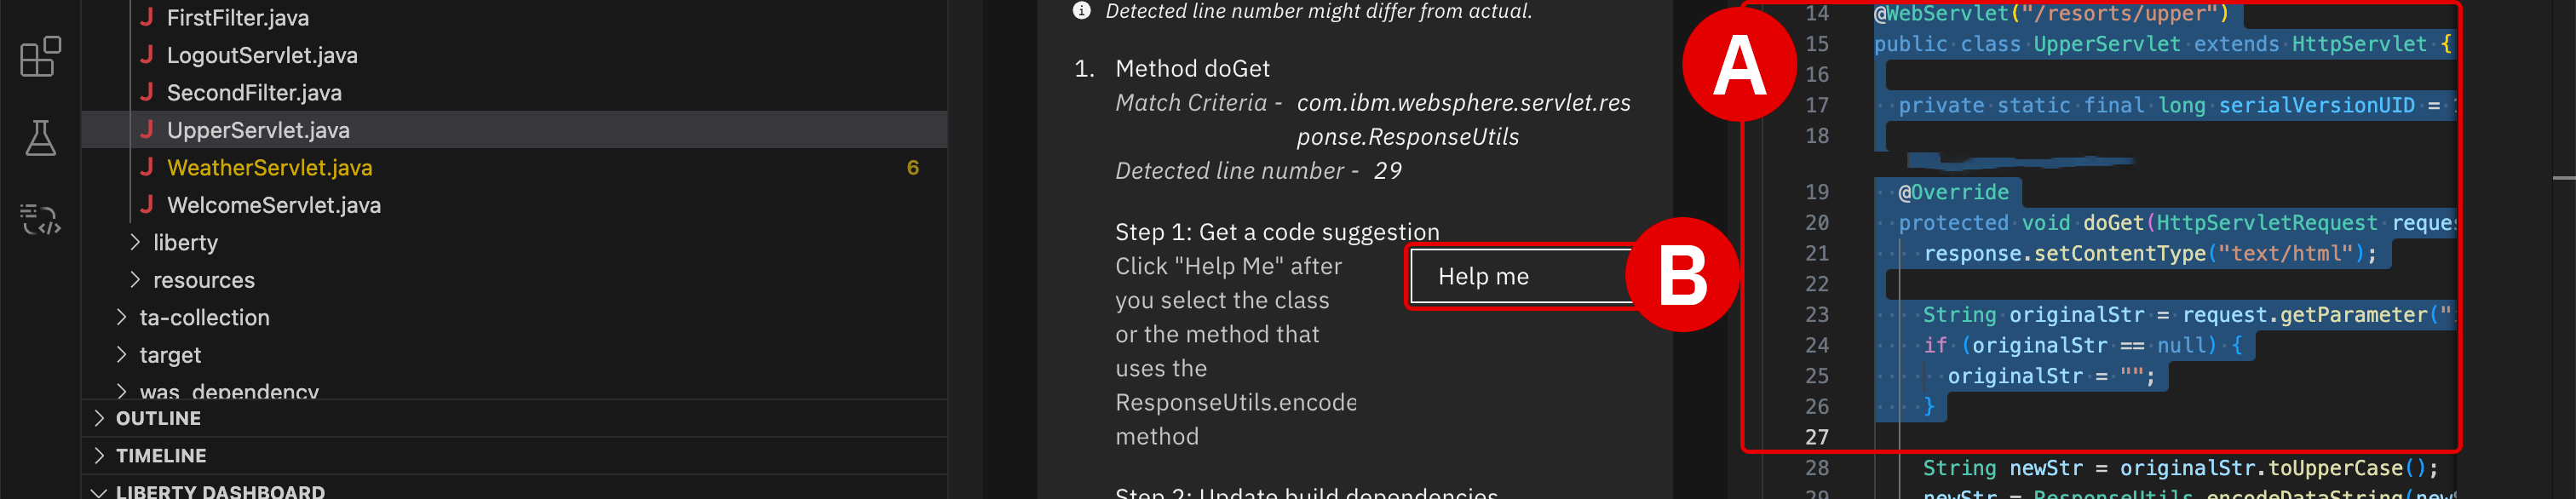 FirstFilter.java
LogoutServlet.java
SecondFilter.java
UpperServlet.java
WeatherServlet.java 6
WelcomeServlet.java
liberty
resources
ta-collection
target
was_dependency
OUTLINE
TIMELINE
LIBERTY DASHBOARD
Detected line number might differ from actual.
1. Method doGet
Match Criteria - com.ibm.websphere.servlet.res
ponse.ResponseUtils
Detected line number - 29
Step 1: Get a code suggestion
Click "Help Me" after
you select the class
or the method that
uses the
ResponseUtils.encode
method
Help me
Step 2: Update build dependencies
A
B
14 @WebServlet("/resorts/upper")
15 public class UpperServlet extends HttpServlet {
16
17 private static final long serialVersionUID =
18
19 @Override
20 protected void doGet(HttpServletRequest reque
21 response.setContentType("text/html");
22
23 String originalStr = request.getParameter("
24 if (originalStr == null) {
25 originalStr = "";
26 }
27
28 String newStr = originalStr.toUpperCase();
29 newStr = ResponseUtils.encodeDataString(new